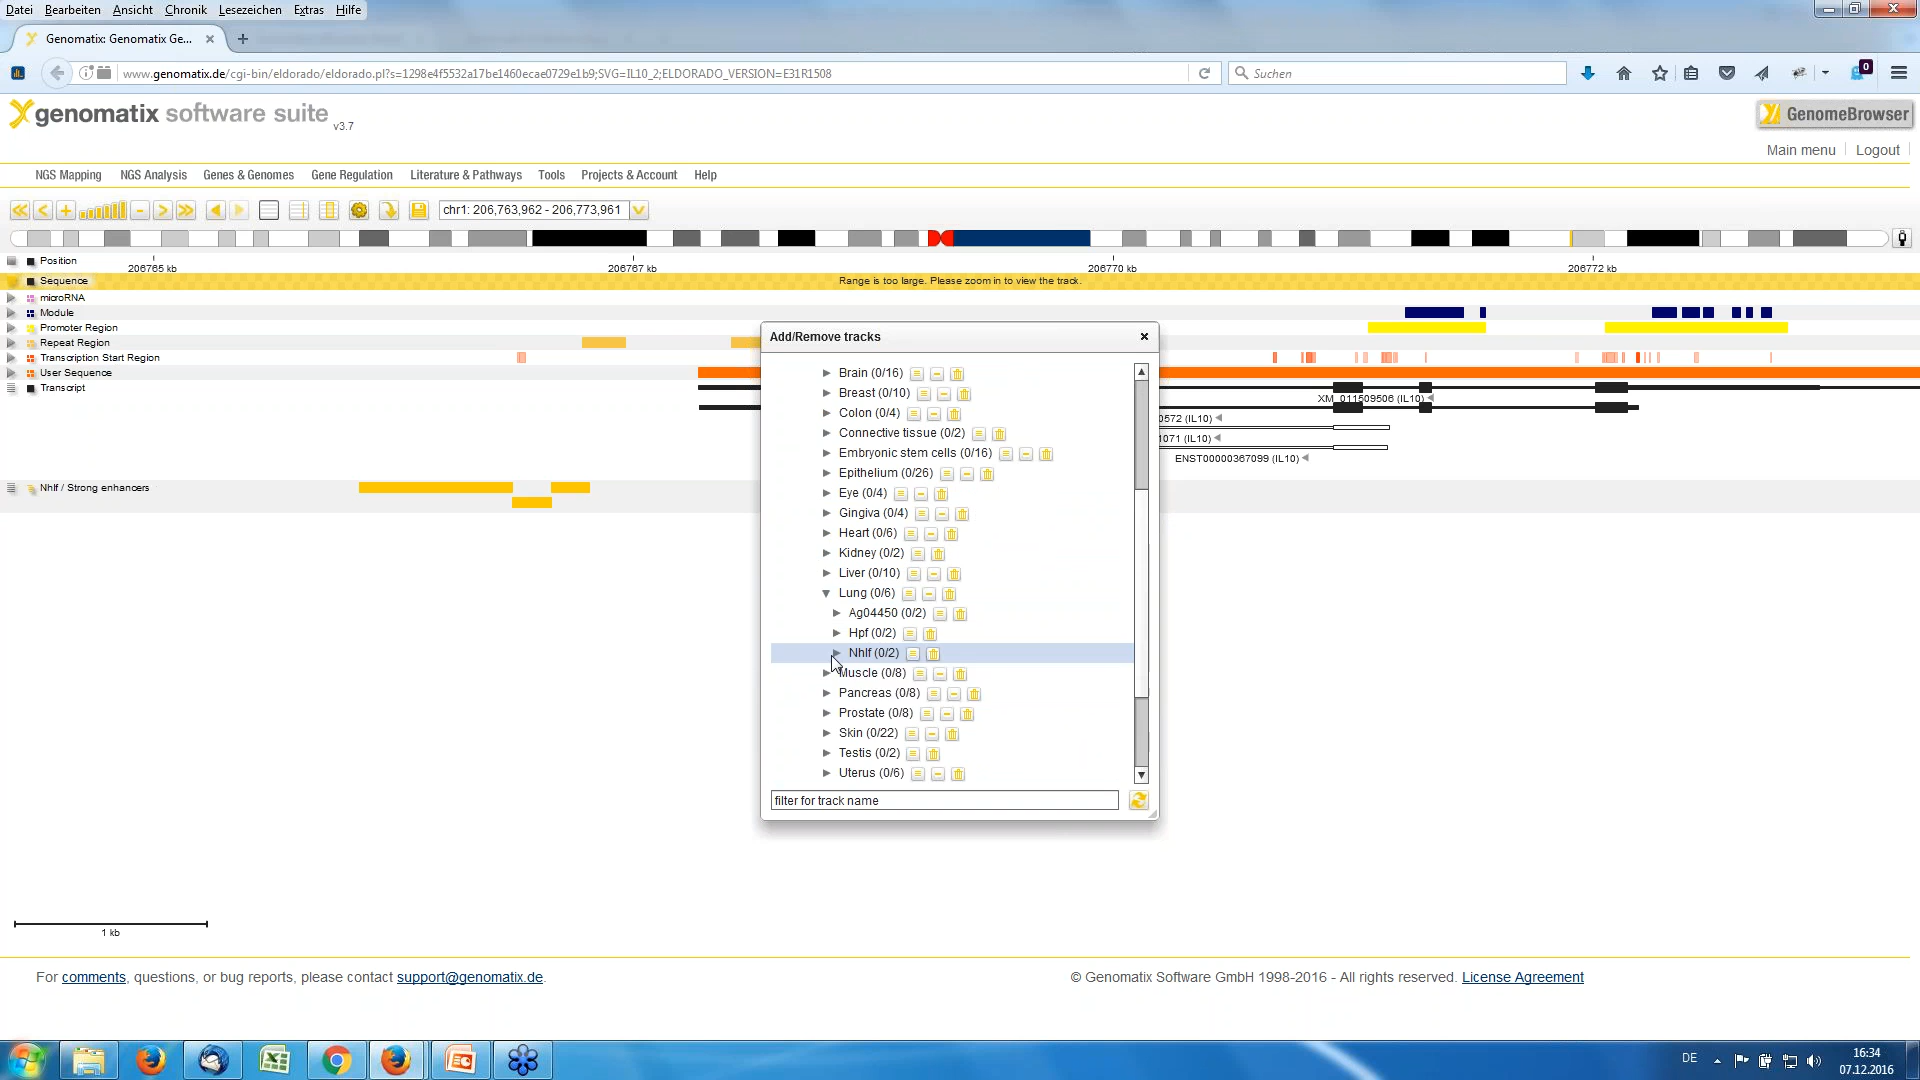 Datei Bearbeiten Ansicht Chronik Lesezeichen Extras Hilfe
Genomatix: Genomatix Ge...
www.genomatix.de/cgi-bin/eldorado/eldorado.pl?s=1298e4f5532a17be1460ecae0729e1b9;SVG=IL10_2;ELDORADO_VERSION=E31R1508
Suchen
0
genomatix software suite v3.7
GenomeBrowser
Main menu Logout
NGS Mapping NGS Analysis Genes & Genomes Gene Regulation Literature & Pathways Tools Projects & Account Help
chr1: 206,763,962 - 206,773,961
Position
206765 kb 206767 kb 206770 kb 206772 kb
Sequence
Range is too large. Please zoom in to view the track.
microRNA
Module
Promoter Region
Repeat Region
Transcription Start Region
User Sequence
Transcript
XM_011509506 (IL10)
0572 (IL10)
1071 (IL10)
ENST00000367099 (IL10)
Nhlf / Strong enhancers
Add/Remove tracks
Brain (0/16)
Breast (0/10)
Colon (0/4)
Connective tissue (0/2)
Embryonic stem cells (0/16)
Epithelium (0/26)
Eye (0/4)
Gingiva (0/4)
Heart (0/6)
Kidney (0/2)
Liver (0/10)
Lung (0/6)
Ag04450 (0/2)
Hpf (0/2)
Nhlf (0/2)
Muscle (0/8)
Pancreas (0/8)
Prostate (0/8)
Skin (0/22)
Testis (0/2)
Uterus (0/6)
filter for track name
1 kb
For comments, questions, or bug reports, please contact support@genomatix.de.
© Genomatix Software GmbH 1998-2016 - All rights reserved. License Agreement
DE
16:34
07.12.2016